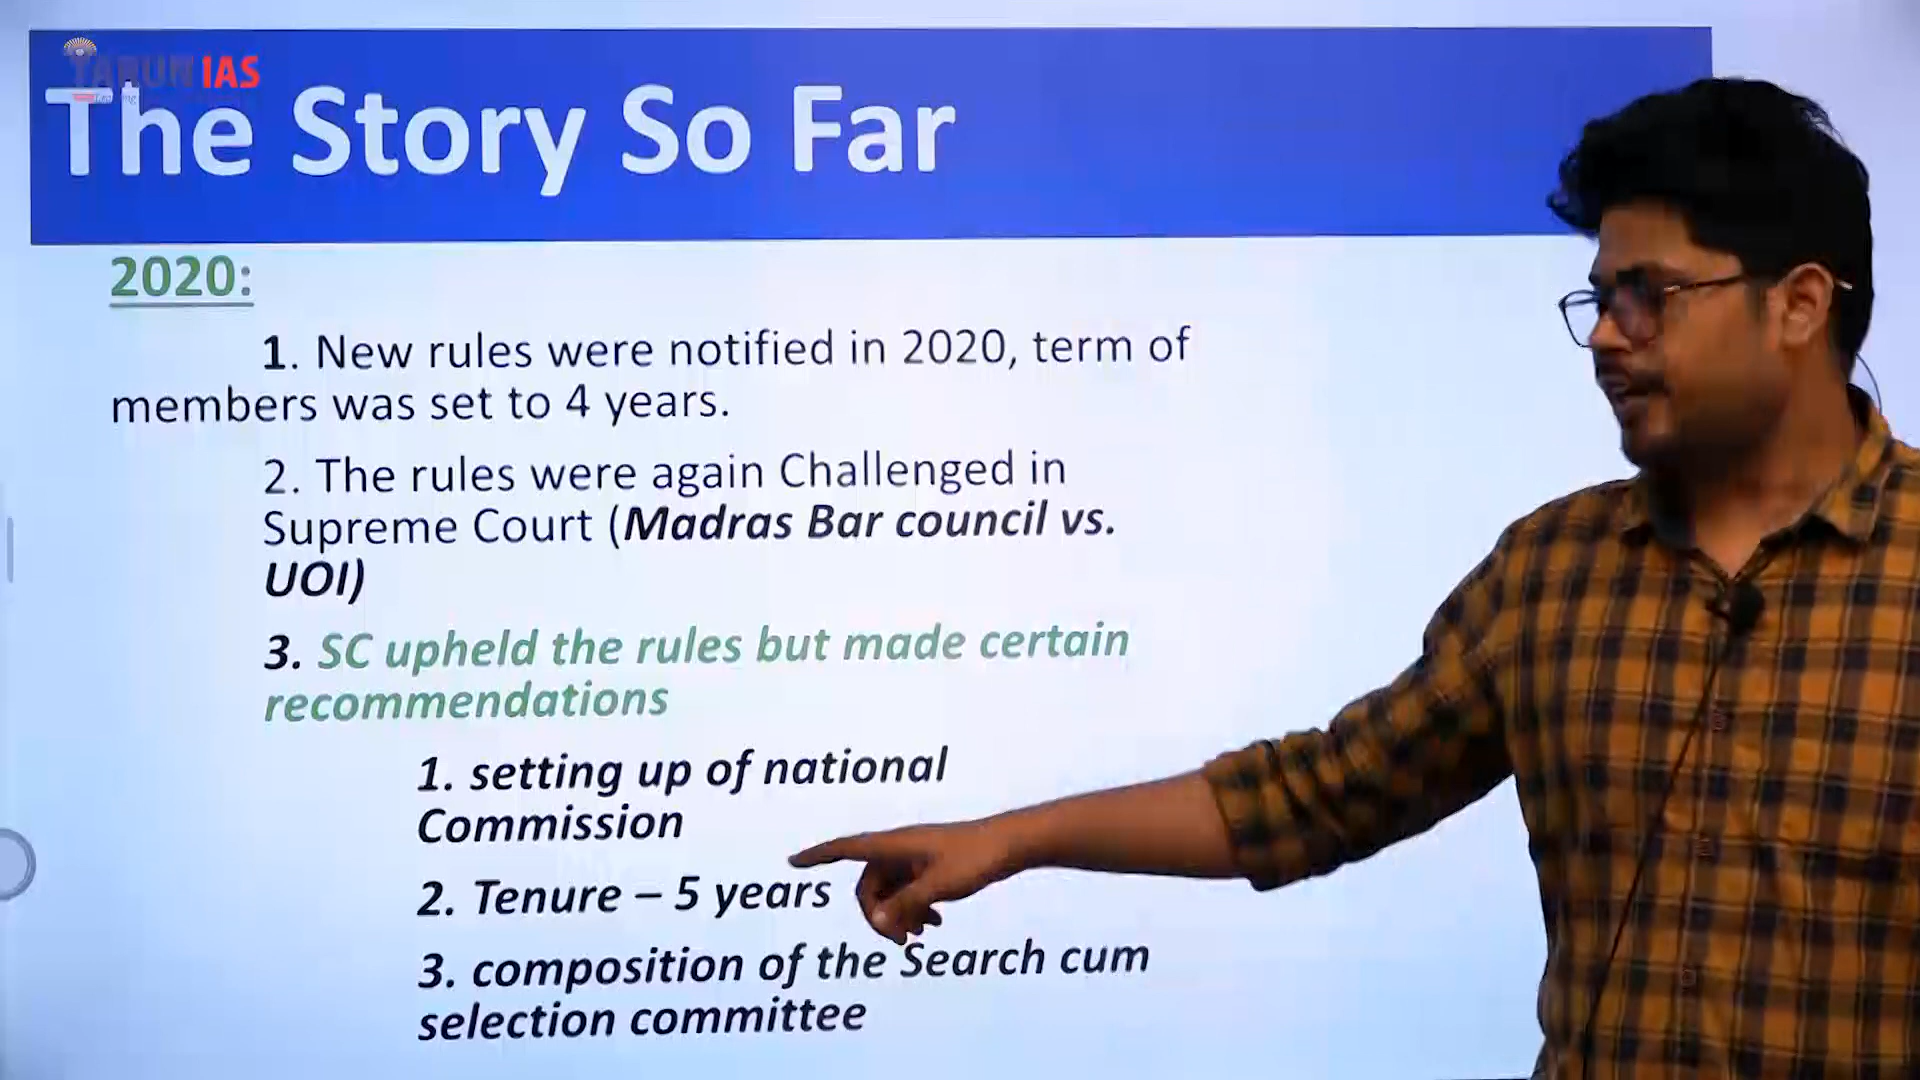 TARUN IAS
The Story So Far
2020:
1. New rules were notified in 2020, term of
members was set to 4 years.
2. The rules were again Challenged in
Supreme Court (Madras Bar council vs.
UOI)
3. SC upheld the rules but made certain
recommendations
1. setting up of national
Commission
2. Tenure – 5 years
3. composition of the Search cum
selection committee